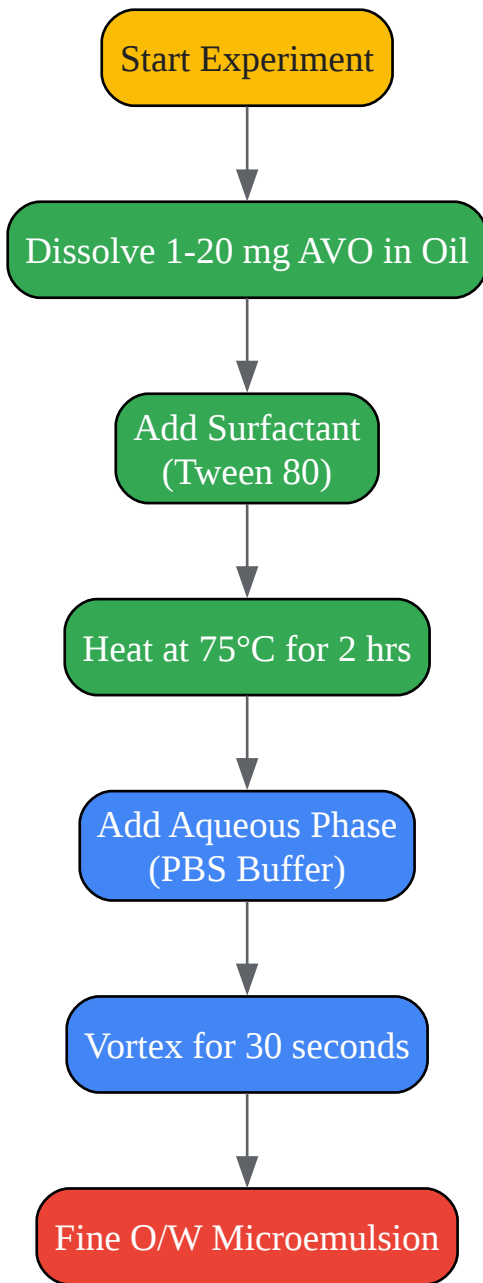 Start Experiment
Dissolve 1-20 mg AVO in Oil
Add Surfactant
(Tween 80)
Heat at 75°C for 2 hrs
Add Aqueous Phase
(PBS Buffer)
Vortex for 30 seconds
Fine O/W Microemulsion